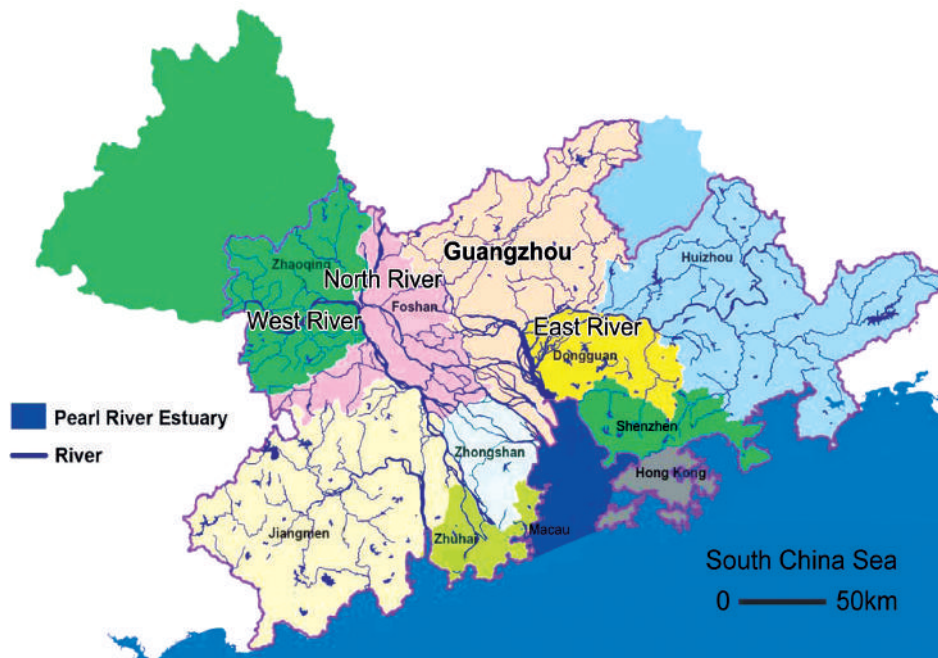 Guangzhou
Zhaoqing
Huizhou
North River
Foshan
West River
East River
Dongguan
Pearl River Estuary
River
Shenzhen
Zhongshan
Hong Kong
Jiangmen
Zhuhai
Macau
South China Sea
0 50km